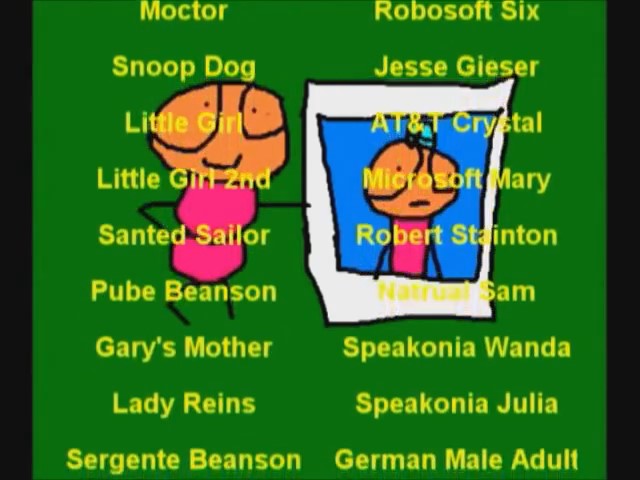 Moctor Robosoft Six
Snoop Dog Jesse Gieser
Little Girl AT&T Crystal
Little Girl 2nd Microsoft Mary
Santed Sailor Robert Stainton
Pube Beanson Natrual Sam
Gary's Mother Speakonia Wanda
Lady Reins Speakonia Julia
Sergente Beanson German Male Adult